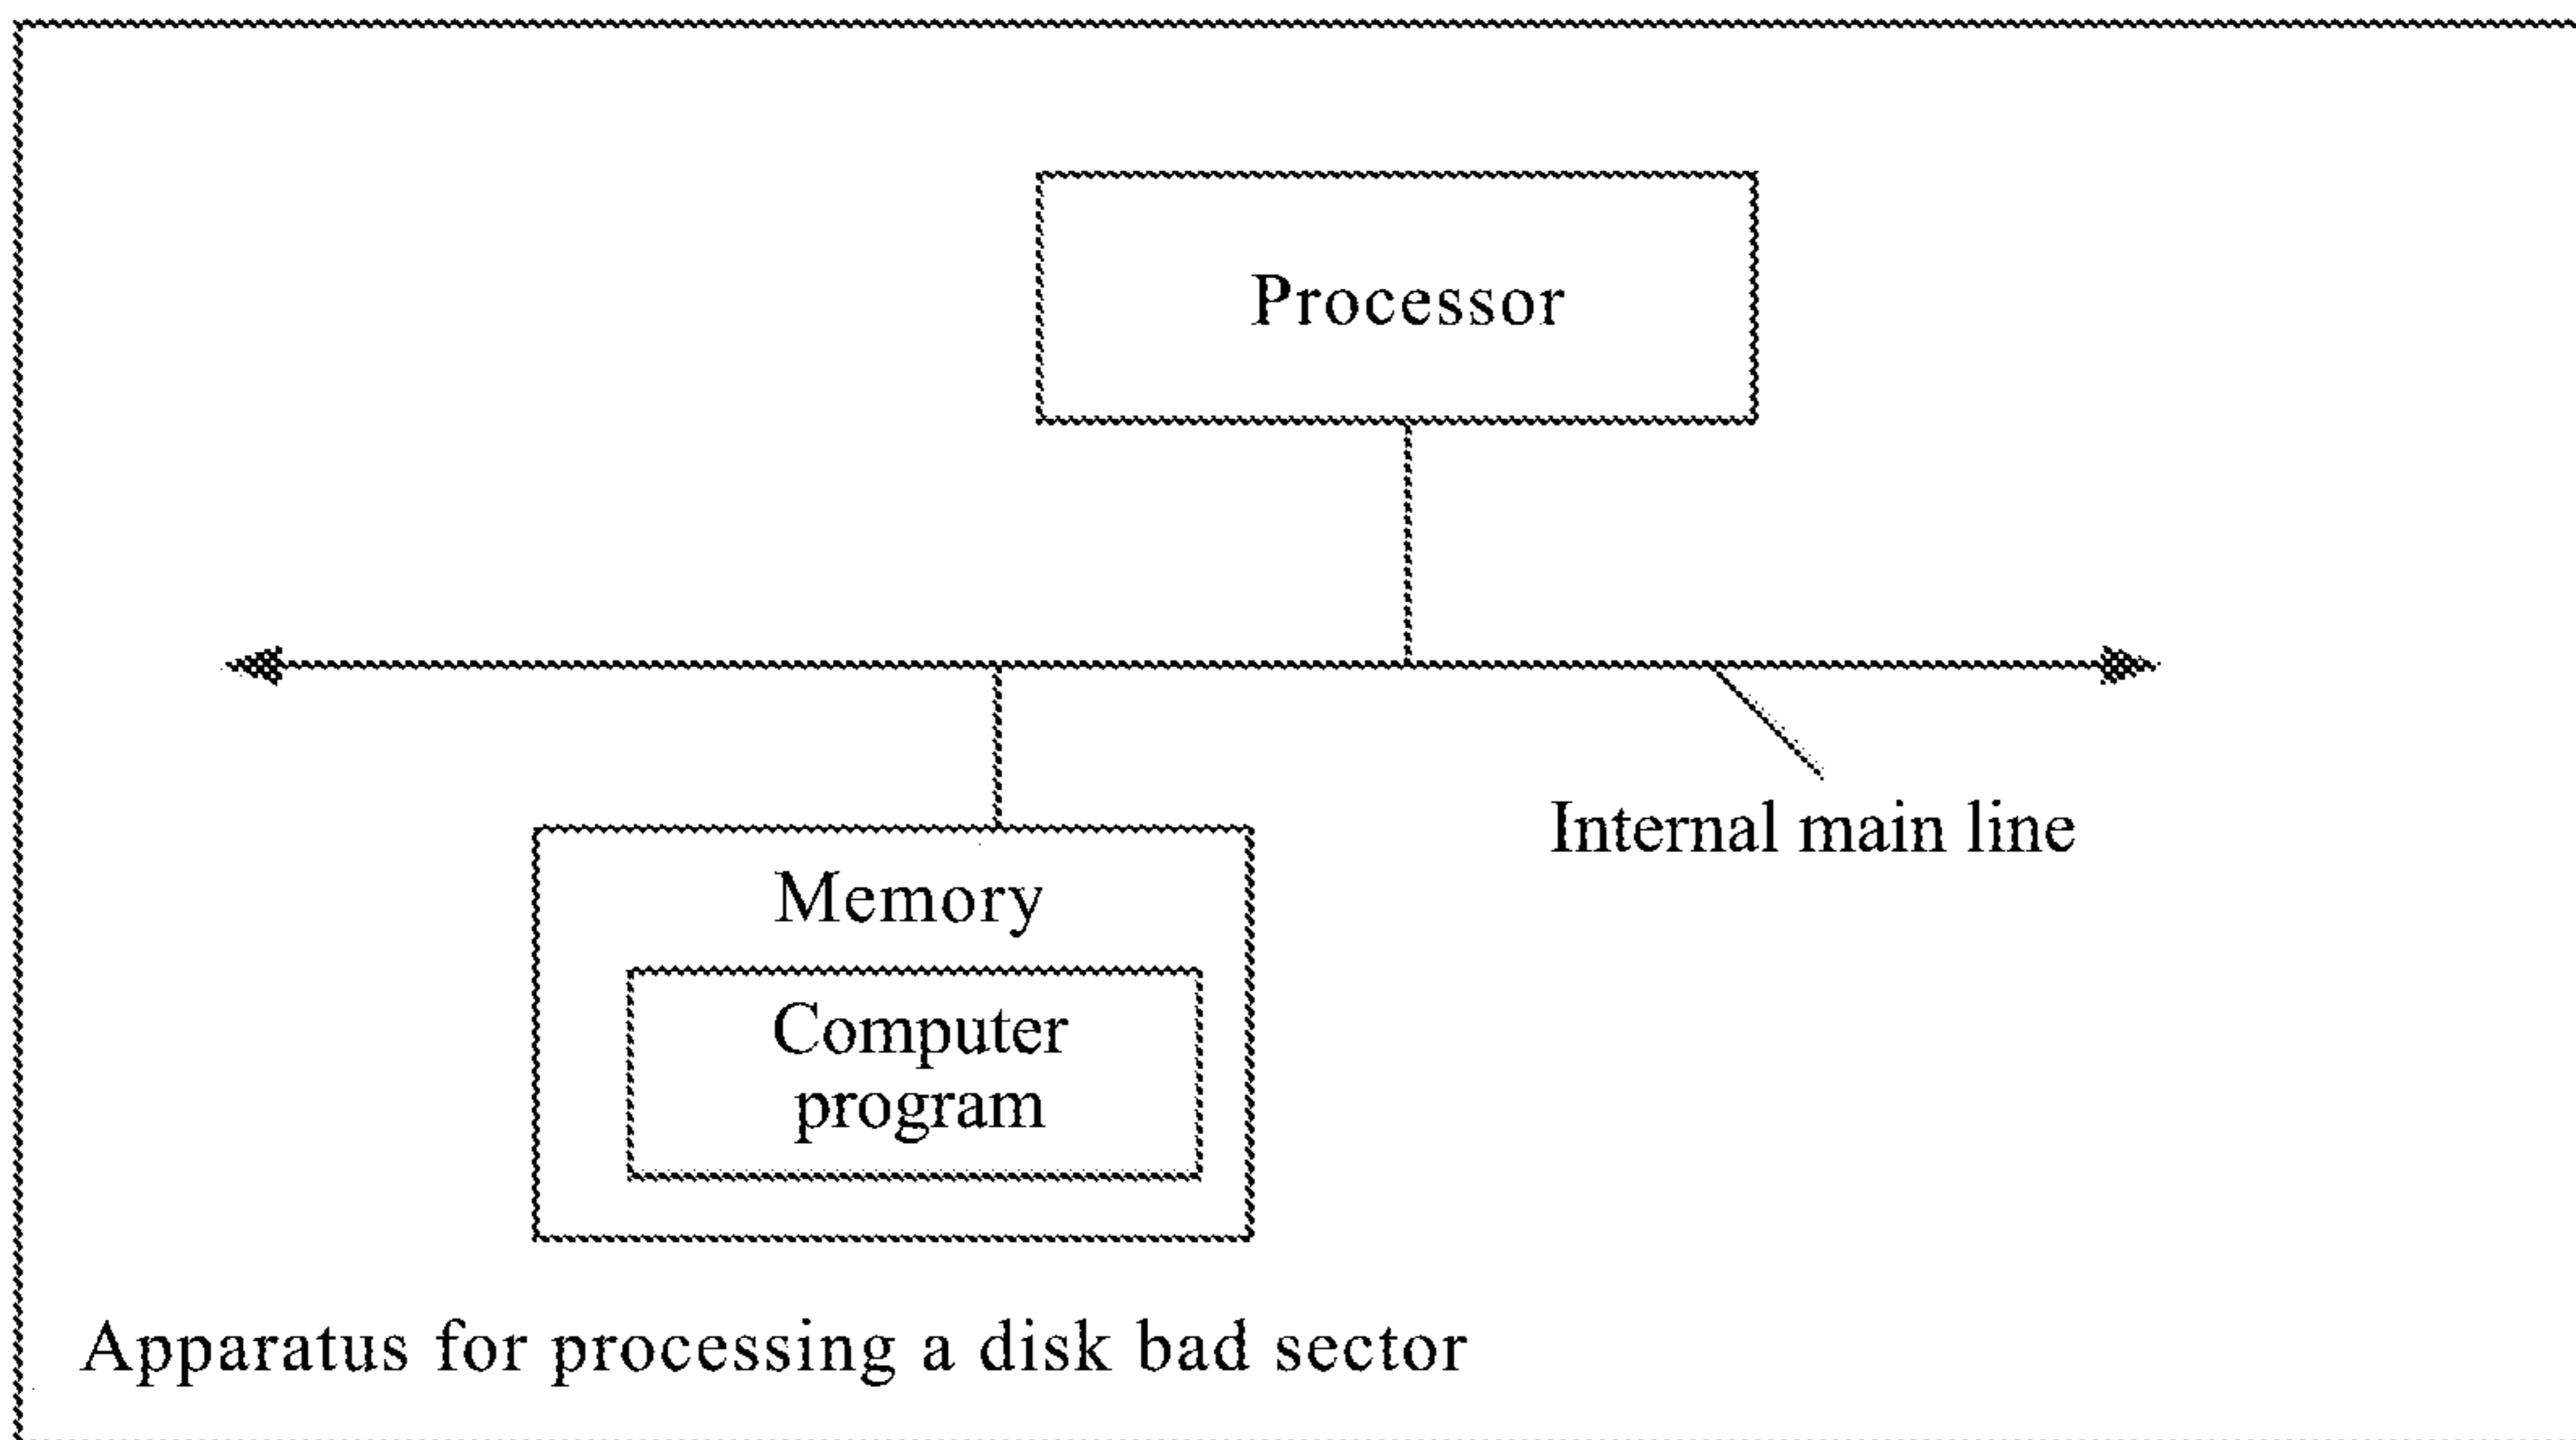 Processor
Internal main line
Memory
Computer
program
Apparatus for processing a disk bad sector